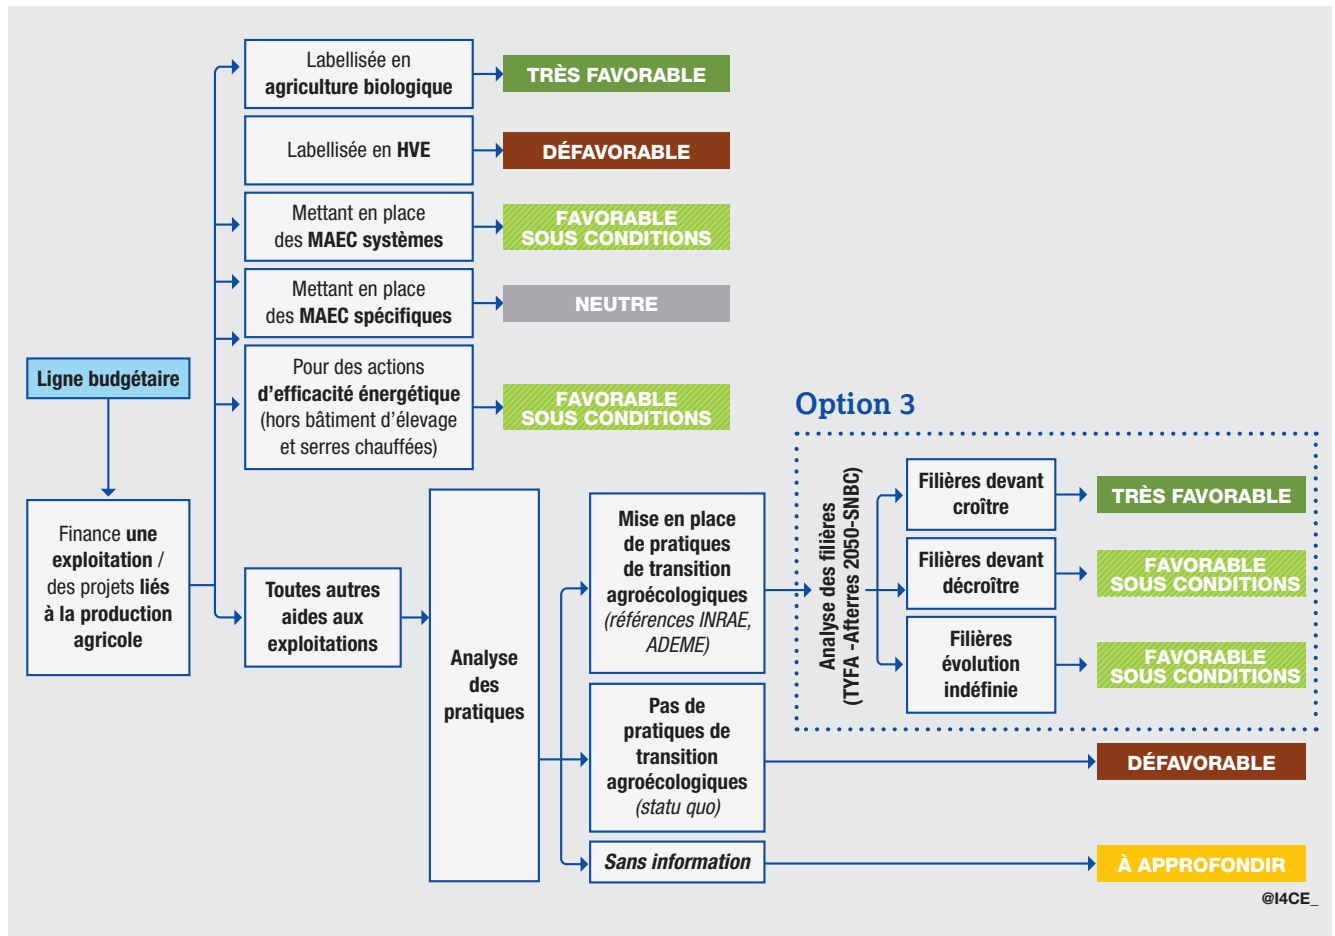 Labellisée en
agriculture biologique
TRÈS FAVORABLE
Labellisée en HVE
DÉFAVORABLE
Mettant en place
des MAEC systèmes
FAVORABLE
SOUS CONDITIONS
Mettant en place
des MAEC spécifiques
NEUTRE
Pour des actions
d'efficacité énergétique
(hors bâtiment d'élevage
et serres chauffées)
FAVORABLE
SOUS CONDITIONS
Ligne budgétaire
Finance une
exploitation /
des projets liés
à la production
agricole
Toutes autres
aides aux
exploitations
Analyse
des
pratiques
Mise en place
de pratiques
de transition
agroécologiques
(références INRAE,
ADEME)
Pas de
pratiques de
transition
agroécologiques
(statu quo)
Sans information
Option 3
Analyse des filières
(TYFA -Afterres 2050-SNBC)
Filières devant
croître
TRÈS FAVORABLE
Filières devant
décroître
FAVORABLE
SOUS CONDITIONS
Filières
évolution
indéfinie
FAVORABLE
SOUS CONDITIONS
DÉFAVORABLE
À APPROFONDIR
@I4CE_